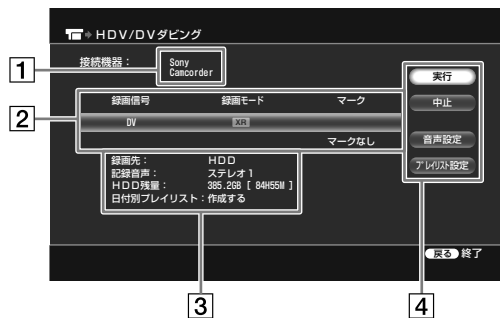 HDV/DVダビング
1
接続機器：
Sony
Camcorder
実行
2
録画信号 録画モード マーク
中止
DV XR
マークなし
音声設定
プレイリスト設定
録画先： HDD
記録音声： ステレオ1
HDD残量： 385.2GB [ 84H55M ]
日付別プレイリスト：作成する
戻る 終了
3 4